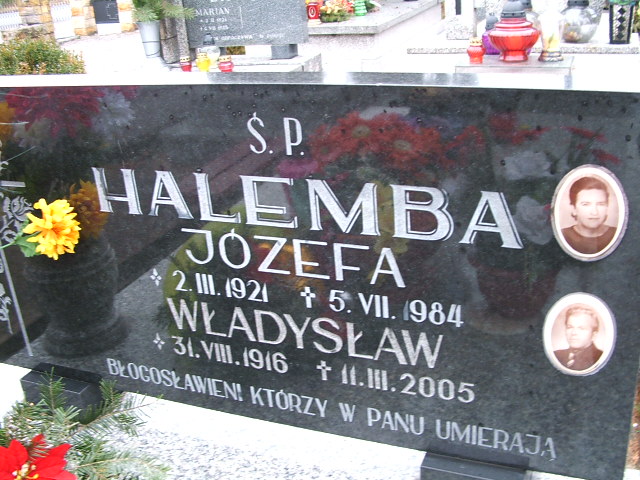 MARIAN
Ś. P.
HALEMBA
JÓZEFA
* 2.III.1921 ✝ 5.VII.1984
WŁADYSŁAW
* 31.VIII.1916 ✝ 11.III.2005
BŁOGOSŁAWIENI KTÓRZY W PANU UMIERAJĄ